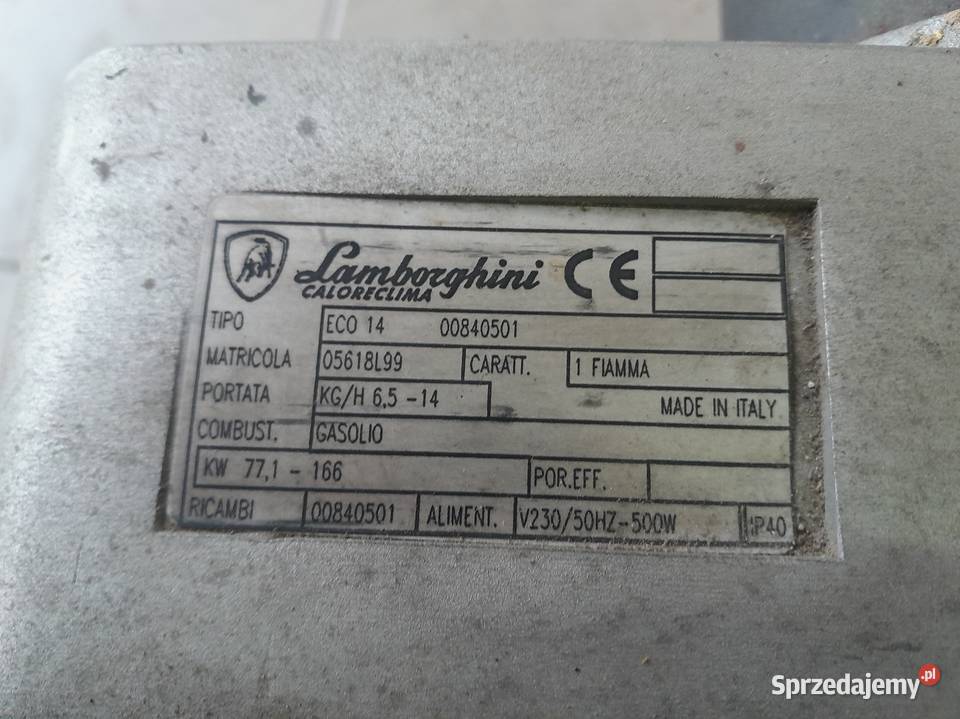 Lamborghini CE
CALORECLIMA
TIPO ECO 14 00840501
MATRICOLA 05618L99 CARATT. 1 FIAMMA
PORTATA KG/H 6,5 -14 MADE IN ITALY
COMBUST. GASOLIO
KW 77,1 - 166 POR.EFF.
RICAMBI 00840501 ALIMENT. V230/50HZ-500W IP40
Sprzedajemy.pl